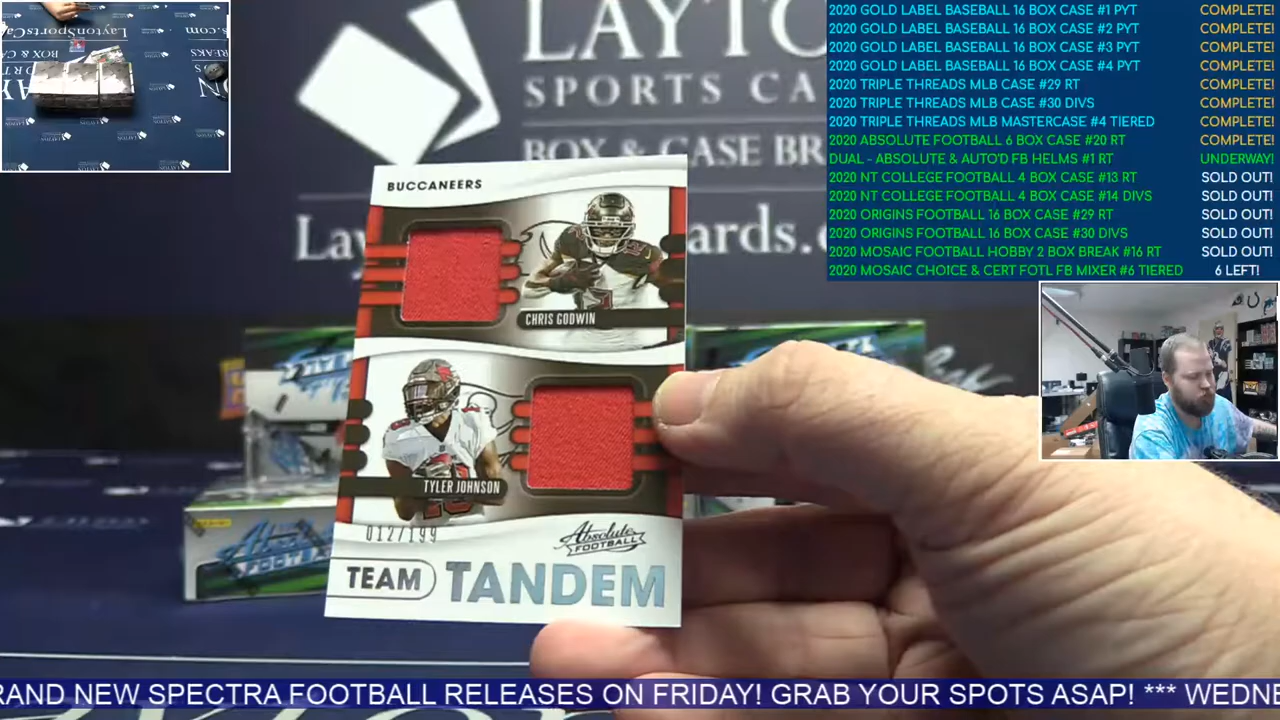 LAYTO
SPORTS CA
BOX & CASE BR
Lay
ards.c
2020 GOLD LABEL BASEBALL 16 BOX CASE #1 PYT COMPLETE!
2020 GOLD LABEL BASEBALL 16 BOX CASE #2 PYT COMPLETE!
2020 GOLD LABEL BASEBALL 16 BOX CASE #3 PYT COMPLETE!
2020 GOLD LABEL BASEBALL 16 BOX CASE #4 PYT COMPLETE!
2020 TRIPLE THREADS MLB CASE #29 RT COMPLETE!
2020 TRIPLE THREADS MLB CASE #30 DIVS COMPLETE!
2020 TRIPLE THREADS MLB MASTERCASE #4 TIERED COMPLETE!
2020 ABSOLUTE FOOTBALL 6 BOX CASE #20 RT COMPLETE!
DUAL - ABSOLUTE & AUTO'D FB HELMS #1 RT UNDERWAY!
2020 NT COLLEGE FOOTBALL 4 BOX CASE #13 RT SOLD OUT!
2020 NT COLLEGE FOOTBALL 4 BOX CASE #14 DIVS SOLD OUT!
2020 ORIGINS FOOTBALL 16 BOX CASE #29 RT SOLD OUT!
2020 ORIGINS FOOTBALL 16 BOX CASE #30 DIVS SOLD OUT!
2020 MOSAIC FOOTBALL HOBBY 2 BOX BREAK #16 RT SOLD OUT!
2020 MOSAIC CHOICE & CERT FOTL FB MIXER #6 TIERED 6 LEFT!
BUCCANEERS
CHRIS GODWIN
TYLER JOHNSON
012/199
Absolute
FOOTBALL
TEAM TANDEM
RAND NEW SPECTRA FOOTBALL RELEASES ON FRIDAY! GRAB YOUR SPOTS ASAP! *** WEDNE